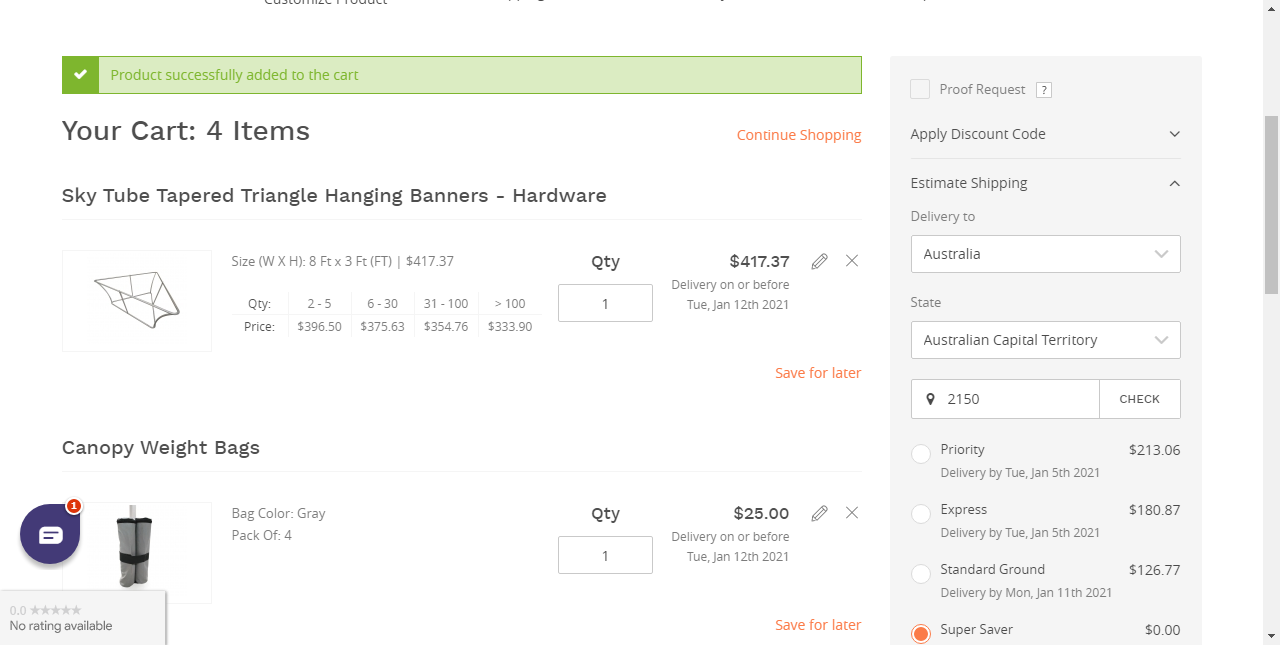 Customize Product
Product successfully added to the cart
Your Cart: 4 Items
Continue Shopping
Sky Tube Tapered Triangle Hanging Banners - Hardware
Size (W X H): 8 Ft x 3 Ft (FT) | $417.37
Qty: 2 - 5 6 - 30 31 - 100 > 100
Price: $396.50 $375.63 $354.76 $333.90
Qty
1
$417.37
Delivery on or before
Tue, Jan 12th 2021
Save for later
Canopy Weight Bags
Bag Color: Gray
Pack Of: 4
Qty
1
$25.00
Delivery on or before
Tue, Jan 12th 2021
Save for later
1
0.0 ★★★★★
No rating available
Proof Request ?
Apply Discount Code
Estimate Shipping
Delivery to
Australia
State
Australian Capital Territory
2150 CHECK
Priority $213.06
Delivery by Tue, Jan 5th 2021
Express $180.87
Delivery by Tue, Jan 5th 2021
Standard Ground $126.77
Delivery by Mon, Jan 11th 2021
Super Saver $0.00